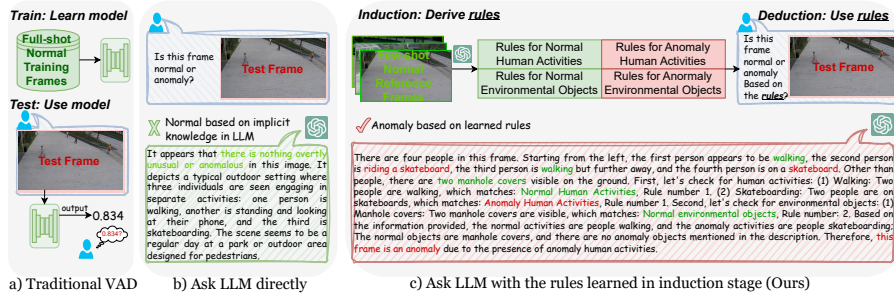 Train: Learn model
Full-shot
Normal
Training
Frames
Test: Use model
Test Frame
output
0.834
0.834?
a) Traditional VAD
Is this frame
normal or
anomaly?
Test Frame
Normal based on implicit
knowledge in LLM
It appears that there is nothing overtly
unusual or anomalous in this image. It
depicts a typical outdoor setting where
three individuals are seen engaging in
separate activities: one person is
walking, another is standing and looking
at their phone, and the third is
skateboarding. The scene seems to be a
regular day at a park or outdoor area
designed for pedestrians.
b) Ask LLM directly
Induction: Derive rules
Few-shot
Normal
Reference
Frames
Rules for Normal
Human Activities
Rules for Anomaly
Human Activities
Rules for Normal
Environmental Objects
Rules for Anormaly
Environmental Objects
Deduction: Use rules
Is this
frame
normal or
anomaly
Based on
the rules?
Test Frame
Anomaly based on learned rules
There are four people in this frame. Starting from the left, the first person appears to be walking, the second person
is riding a skateboard, the third person is walking but further away, and the fourth person is on a skateboard. Other than
people, there are two manhole covers visible on the ground. First, let's check for human activities: (1) Walking: Two
people are walking, which matches: Normal Human Activities, Rule number 1. (2) Skateboarding: Two people are on
skateboards, which matches: Anomaly Human Activities, Rule number 1. Second, let's check for environmental objects: (1)
Manhole covers: Two manhole covers are visible, which matches: Normal environmental objects, Rule number: 2. Based on
the information provided, the normal activities are people walking, and the anomaly activities are people skateboarding;
The normal objects are manhole covers, and there are no anomaly objects mentioned in the description. Therefore, this
frame is an anomaly due to the presence of anomaly human activities.
c) Ask LLM with the rules learned in induction stage (Ours)